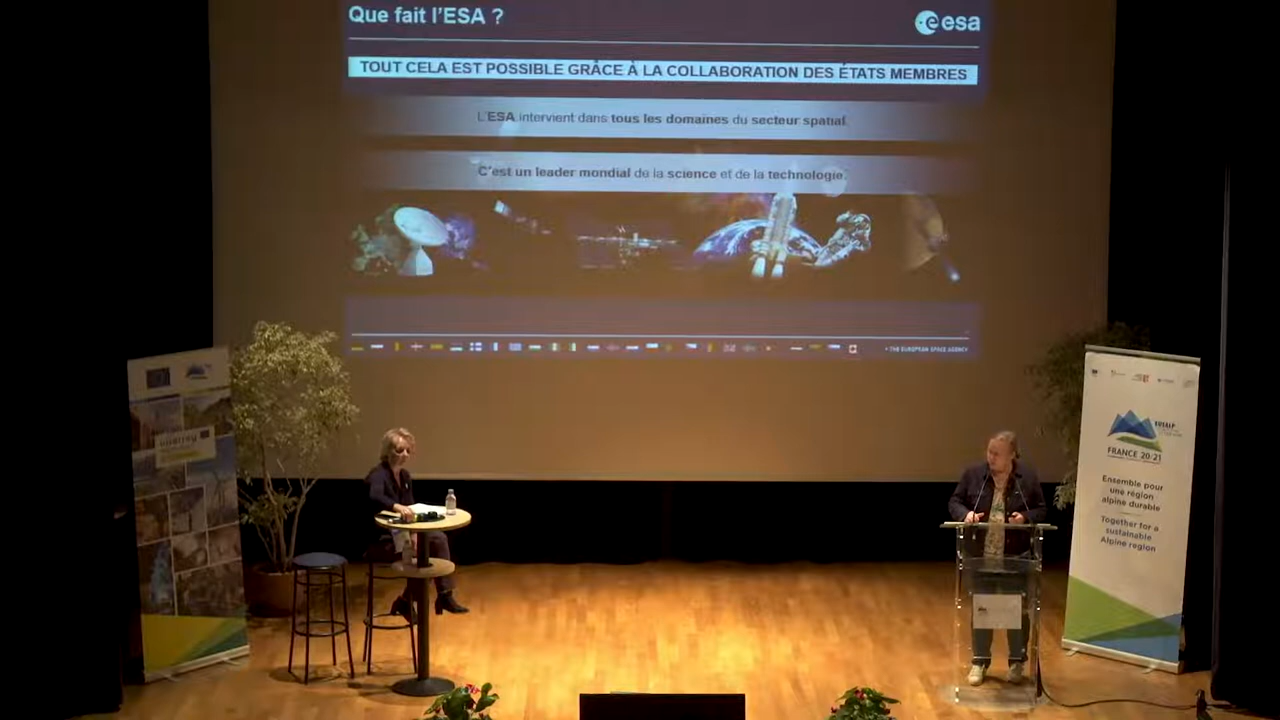 Que fait l'ESA ?
esa
TOUT CELA EST POSSIBLE GRÂCE À LA COLLABORATION DES ÉTATS MEMBRES
L'ESA intervient dans tous les domaines du secteur spatial.
C'est un leader mondial de la science et de la technologie.
THE EUROPEAN SPACE AGENCY
Interreg
EUSALP
FRANCE 20-21
Ensemble pour
une région
alpine durable
Together for a
sustainable
Alpine region